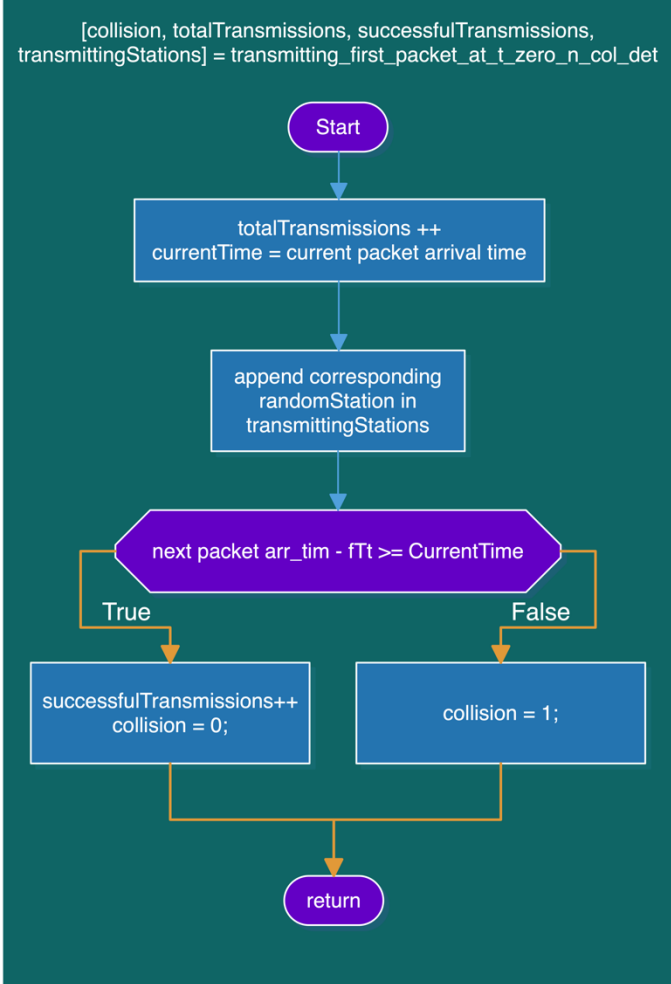 [collision, totalTransmissions, successfulTransmissions,
transmittingStations] = transmitting_first_packet_at_t_zero_n_col_det
Start
totalTransmissions ++
currentTime = current packet arrival time
append corresponding
randomStation in
transmittingStations
next packet arr_tim - fTt >= CurrentTime
True
False
successfulTransmissions++
collision = 0;
collision = 1;
return